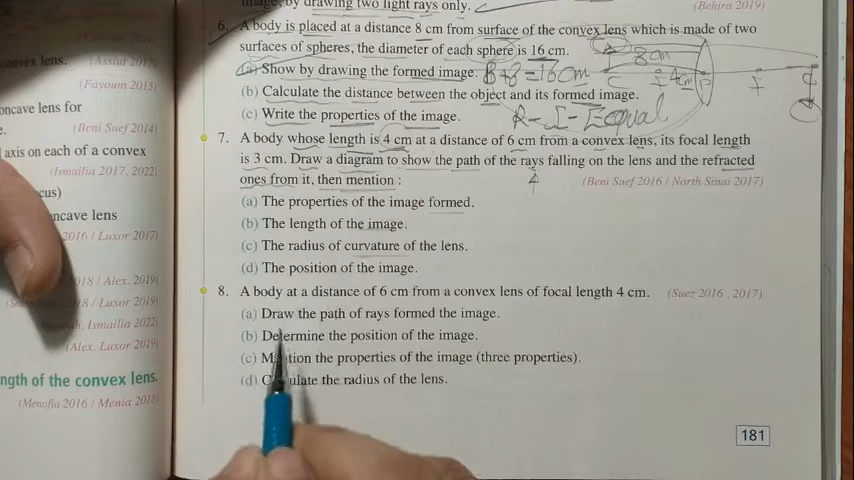 image, by drawing two light rays only.
(Behira 2019)
6. A body is placed at a distance 8 cm from surface of the convex lens which is made of two
surfaces of spheres, the diameter of each sphere is 16 cm.
(a) Show by drawing the formed image. 8+8=16cm
(b) Calculate the distance between the object and its formed image.
(c) Write the properties of the image. R-I-Equal
8cm
C F 4cm P F C
7. A body whose length is 4 cm at a distance of 6 cm from a convex lens, its focal length
is 3 cm. Draw a diagram to show the path of the rays falling on the lens and the refracted
ones from it, then mention :
(Beni Suef 2016 / North Sinai 2017)
(a) The properties of the image formed.
(b) The length of the image.
(c) The radius of curvature of the lens.
(d) The position of the image.
8. A body at a distance of 6 cm from a convex lens of focal length 4 cm. (Suez 2016 , 2017)
(a) Draw the path of rays formed the image.
(b) Determine the position of the image.
(c) Mention the properties of the image (three properties).
(d) Calculate the radius of the lens.
181
convex lens.
(Assiut 2017)
(Fayoum 2015)
oncave lens for
(Beni Suef 2014)
axis on each of a convex
(Ismailia 2017, 2022)
cus)
ncave lens
2016 / Luxor 2017)
2018 / Alex. 2019)
18 / Luxor 2019)
Ismailia 2022)
(Alex. Luxor 2019)
ngth of the convex lens.
(Menofia 2016 / Menia 2018)